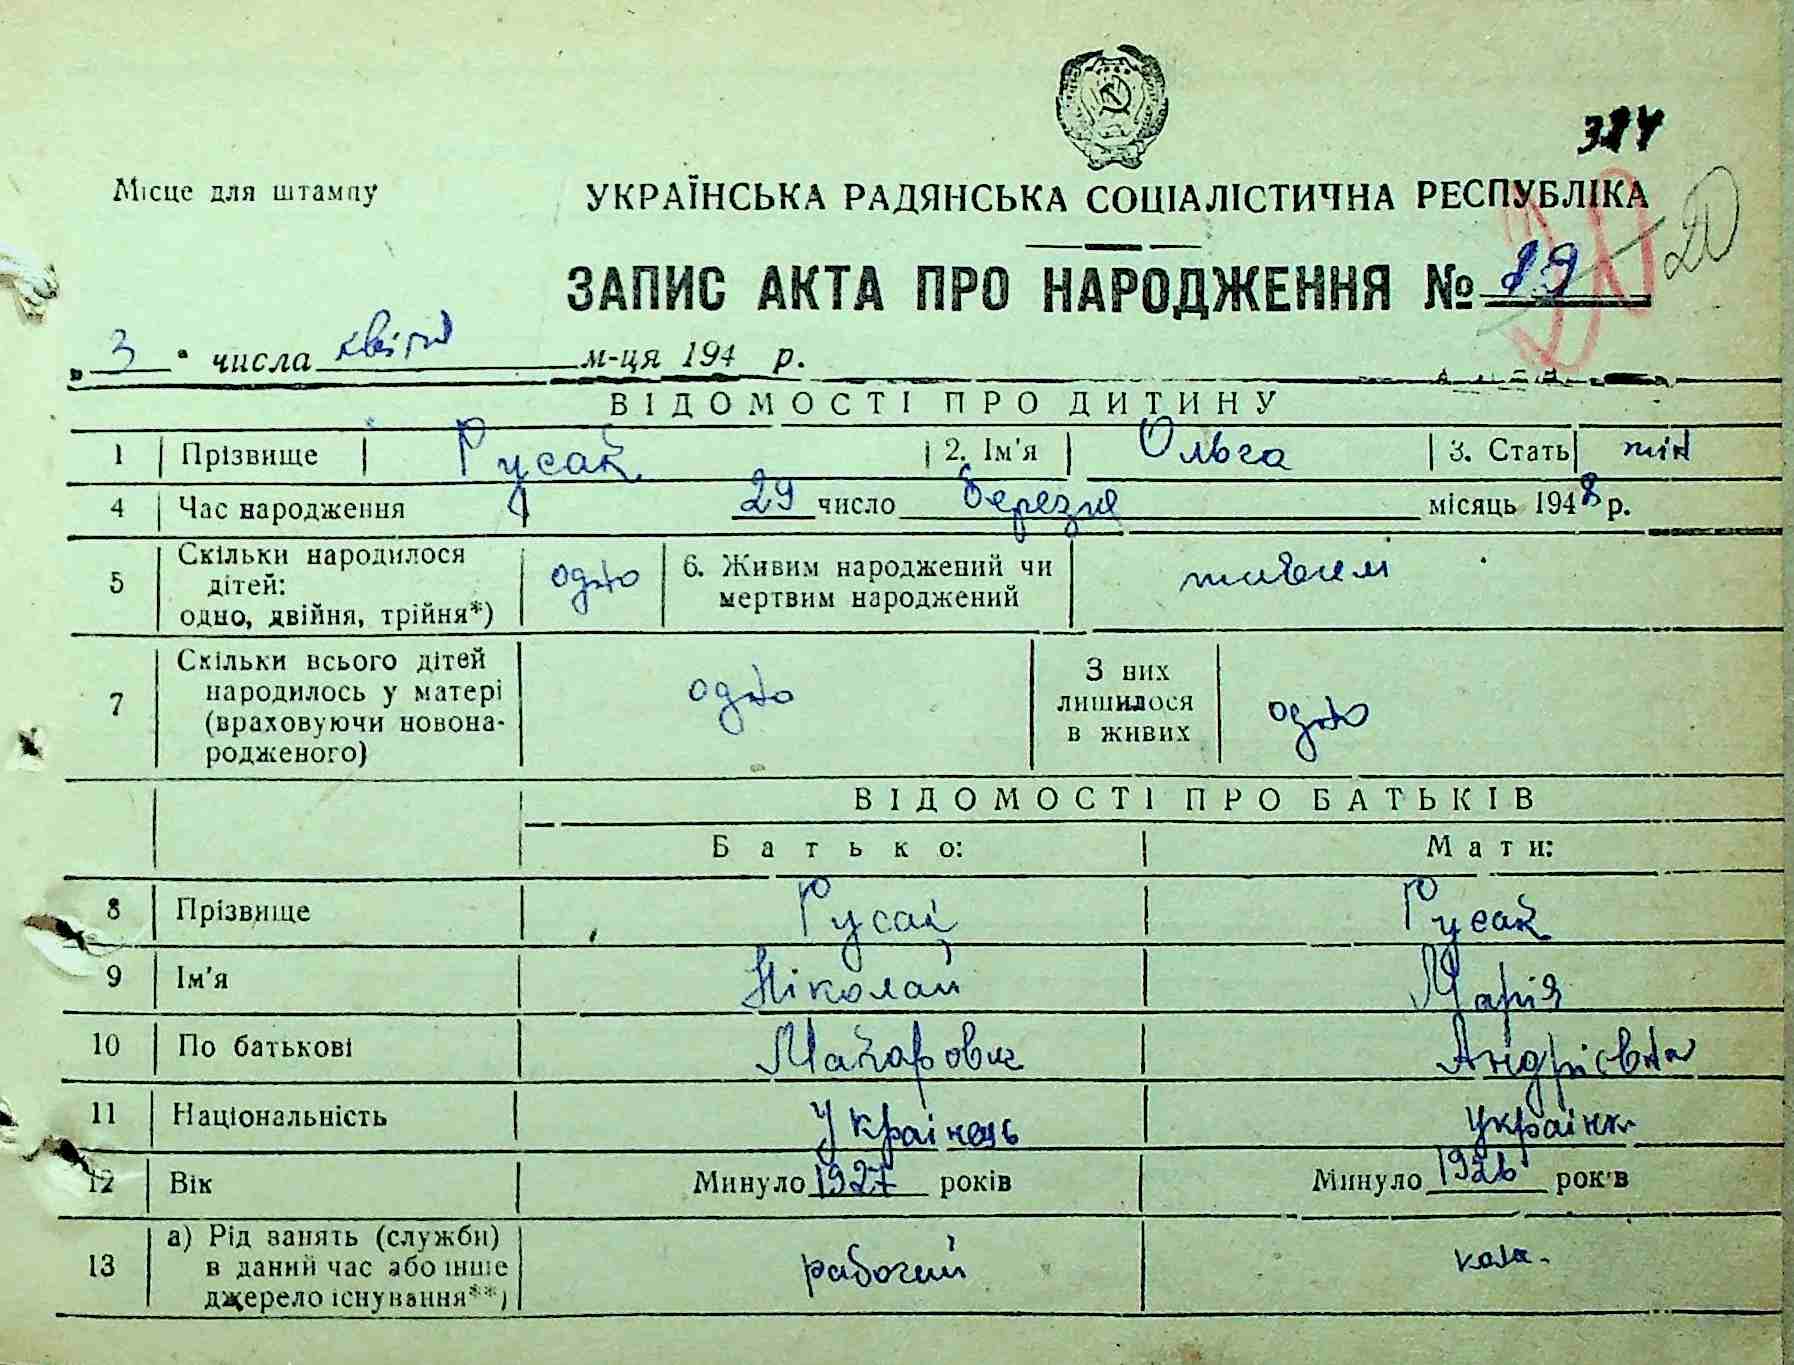 Місце для штампу
УКРАЇНСЬКА РАДЯНСЬКА СОЦІАЛІСТИЧНА РЕСПУБЛІКА
ЗАПИС АКТА ПРО НАРОДЖЕННЯ № 19
20
20
„ 3 " числа квітня м-ця 194 р.
ВІДОМОСТІ ПРО ДИТИНУ
1 Прізвище Русак 2. Ім'я Ольга 3. Стать жін
4 Час народження 29 число березня місяць 1948 р.
5 Скільки народилося дітей: одно, двійня, трійня*) одно 6. Живим народжений чи мертвим народжений живим
7 Скільки всього дітей народилось у матері (враховуючи новонародженого) одно З них лишилося в живих одно
ВІДОМОСТІ ПРО БАТЬКІВ
Батько: Мати:
8 Прізвище Русак Русак
9 Ім'я Ніколай Марія
10 По батькові Макарович Андрієвна
11 Національність Українець українк
12 Вік Минуло 1927 років Минуло 1926 років
13 а) Рід занять (служби) в даний час або інше джерело існування**) рабочий